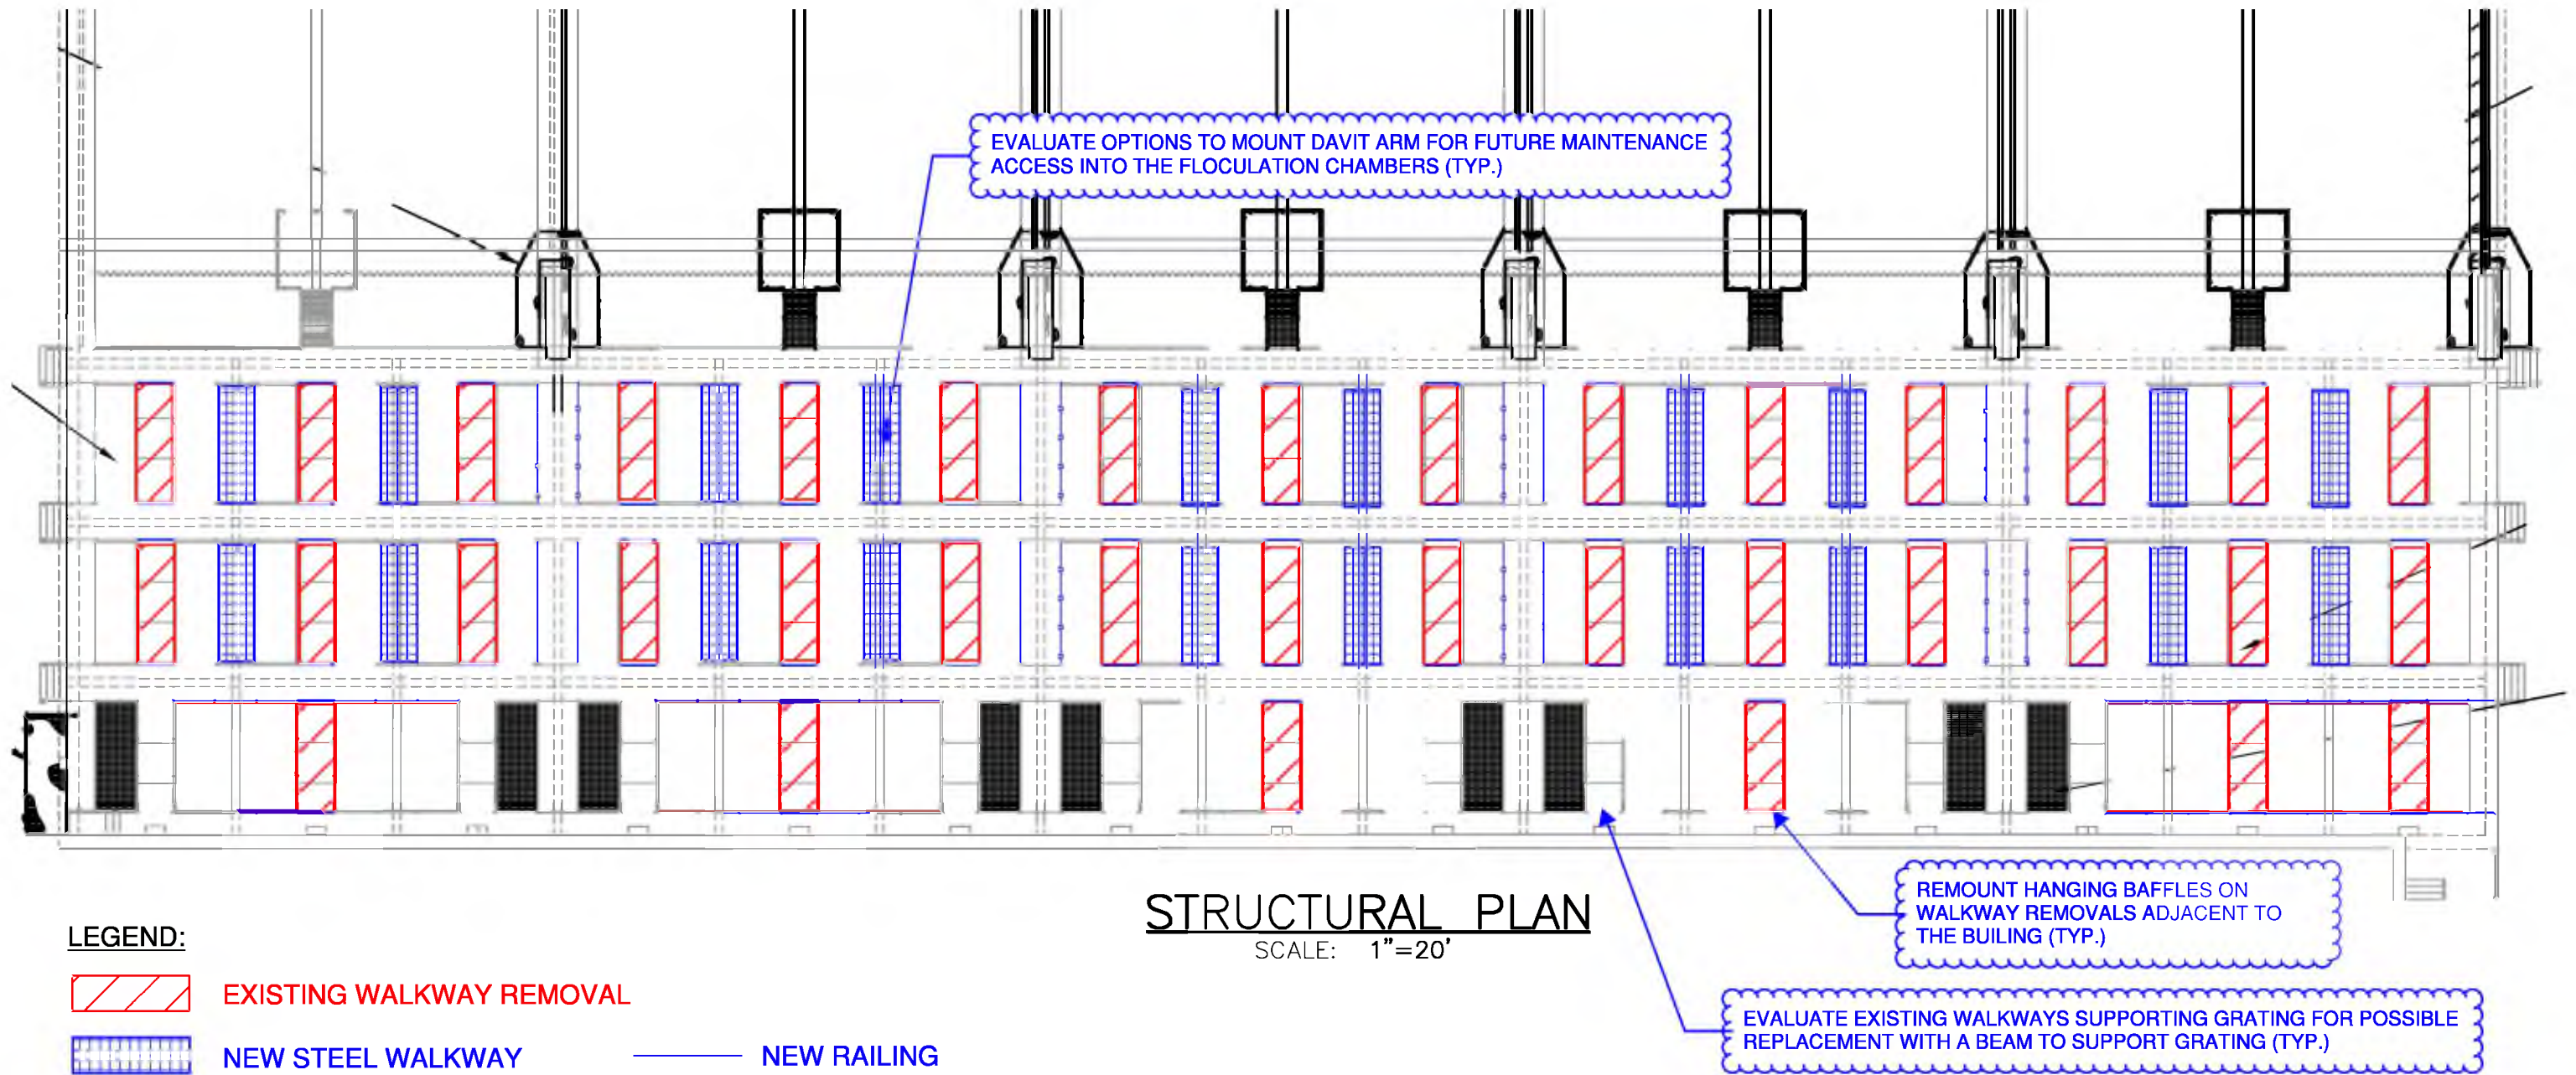 EVALUATE OPTIONS TO MOUNT DAVIT ARM FOR FUTURE MAINTENANCE
ACCESS INTO THE FLOCULATION CHAMBERS (TYP.)
STRUCTURAL PLAN
SCALE: 1"=20'
REMOUNT HANGING BAFFLES ON
WALKWAY REMOVALS ADJACENT TO
THE BUILING (TYP.)
EVALUATE EXISTING WALKWAYS SUPPORTING GRATING FOR POSSIBLE
REPLACEMENT WITH A BEAM TO SUPPORT GRATING (TYP.)
LEGEND:
EXISTING WALKWAY REMOVAL
NEW STEEL WALKWAY
NEW RAILING